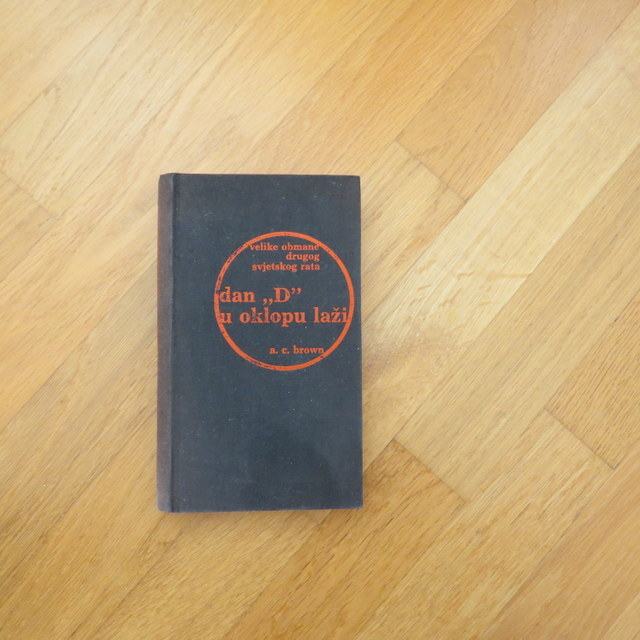 velike obmane
drugog
svjetskog rata
dan „D”
u oklopu laži
a. c. brown